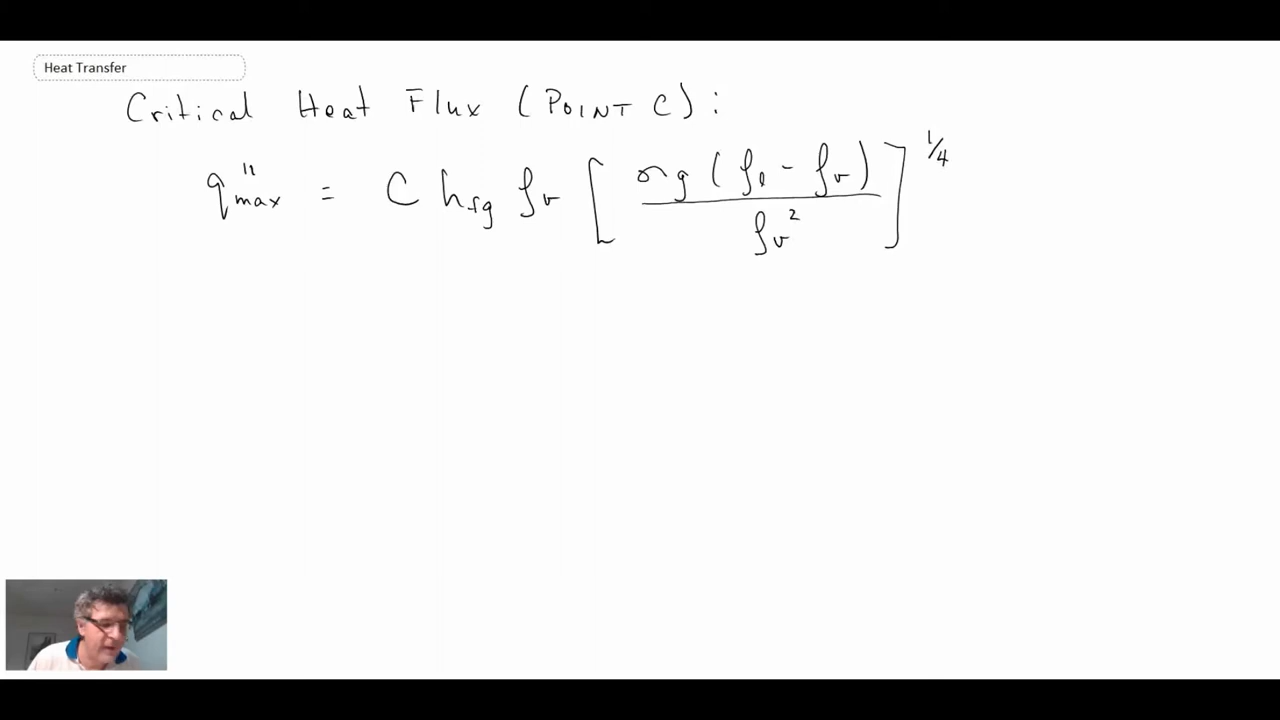 Heat Transfer
Critical Heat Flux (POINT C):
q''max = C hfg ρv [ σg(ρl - ρv) / ρv² ]^1/4